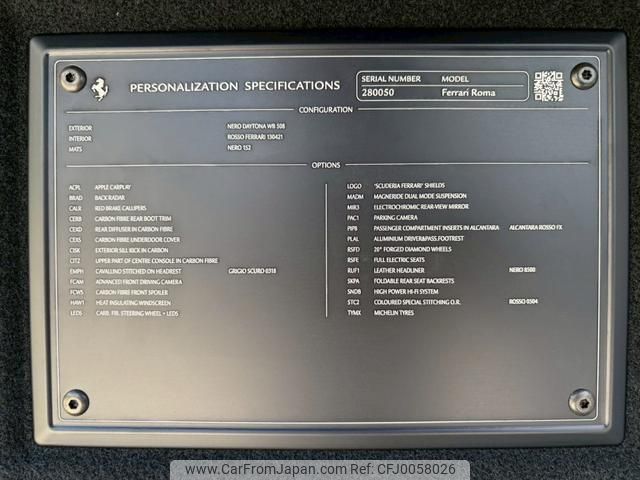 PERSONALIZATION SPECIFICATIONS
SERIAL NUMBER MODEL
280050 Ferrari Roma
CONFIGURATION
EXTERIOR NERO DAYTONA WB 508
INTERIOR ROSSO FERRARI 130421
MATS NERO 152
OPTIONS
ACPL APPLE CARPLAY
BRAD BACK RADAR
CALR RED BRAKE CALLIPERS
CERB CARBON FIBRE REAR BOOT TRIM
CEXD REAR DIFFUSER IN CARBON FIBRE
CEXS CARBON FIBRE UNDERDOOR COVER
CISK EXTERIOR SILL KICK IN CARBON
CITZ UPPER PART OF CENTRE CONSOLE IN CARBON FIBRE
EMPH CAVALLINO STITCHED ON HEADREST GRIGIO SCURO 0318
FCAM ADVANCED FRONT DRIVING CAMERA
FCWS CARBON FIBRE FRONT SPOILER
HAW1 HEAT INSULATING WINDSCREEN
LEDS CARB. FIB. STEERING WHEEL + LEDS
LOGO "SCUDERIA FERRARI" SHIELDS
MADM MAGNERIDE DUAL MODE SUSPENSION
MIR3 ELECTROCHROMIC REAR-VIEW MIRROR
PAC1 PARKING CAMERA
PIP8 PASSENGER COMPARTMENT INSERTS IN ALCANTARA ALCANTARA ROSSO FX
PLAL ALUMINIUM DRIVER&PASS.FOOTREST
RSFD 20" FORGED DIAMOND WHEELS
RSFE FULL ELECTRIC SEATS
RUF1 LEATHER HEADLINER NERO 8500
SKPA FOLDABLE REAR SEAT BACKRESTS
SNDB HIGH POWER HI-FI SYSTEM
STC2 COLOURED SPECIAL STITCHING O.R. ROSSO 0504
TYMX MICHELIN TYRES
CAR FROM JAPAN - CarFromJapan.com - REF:CFJ00058026